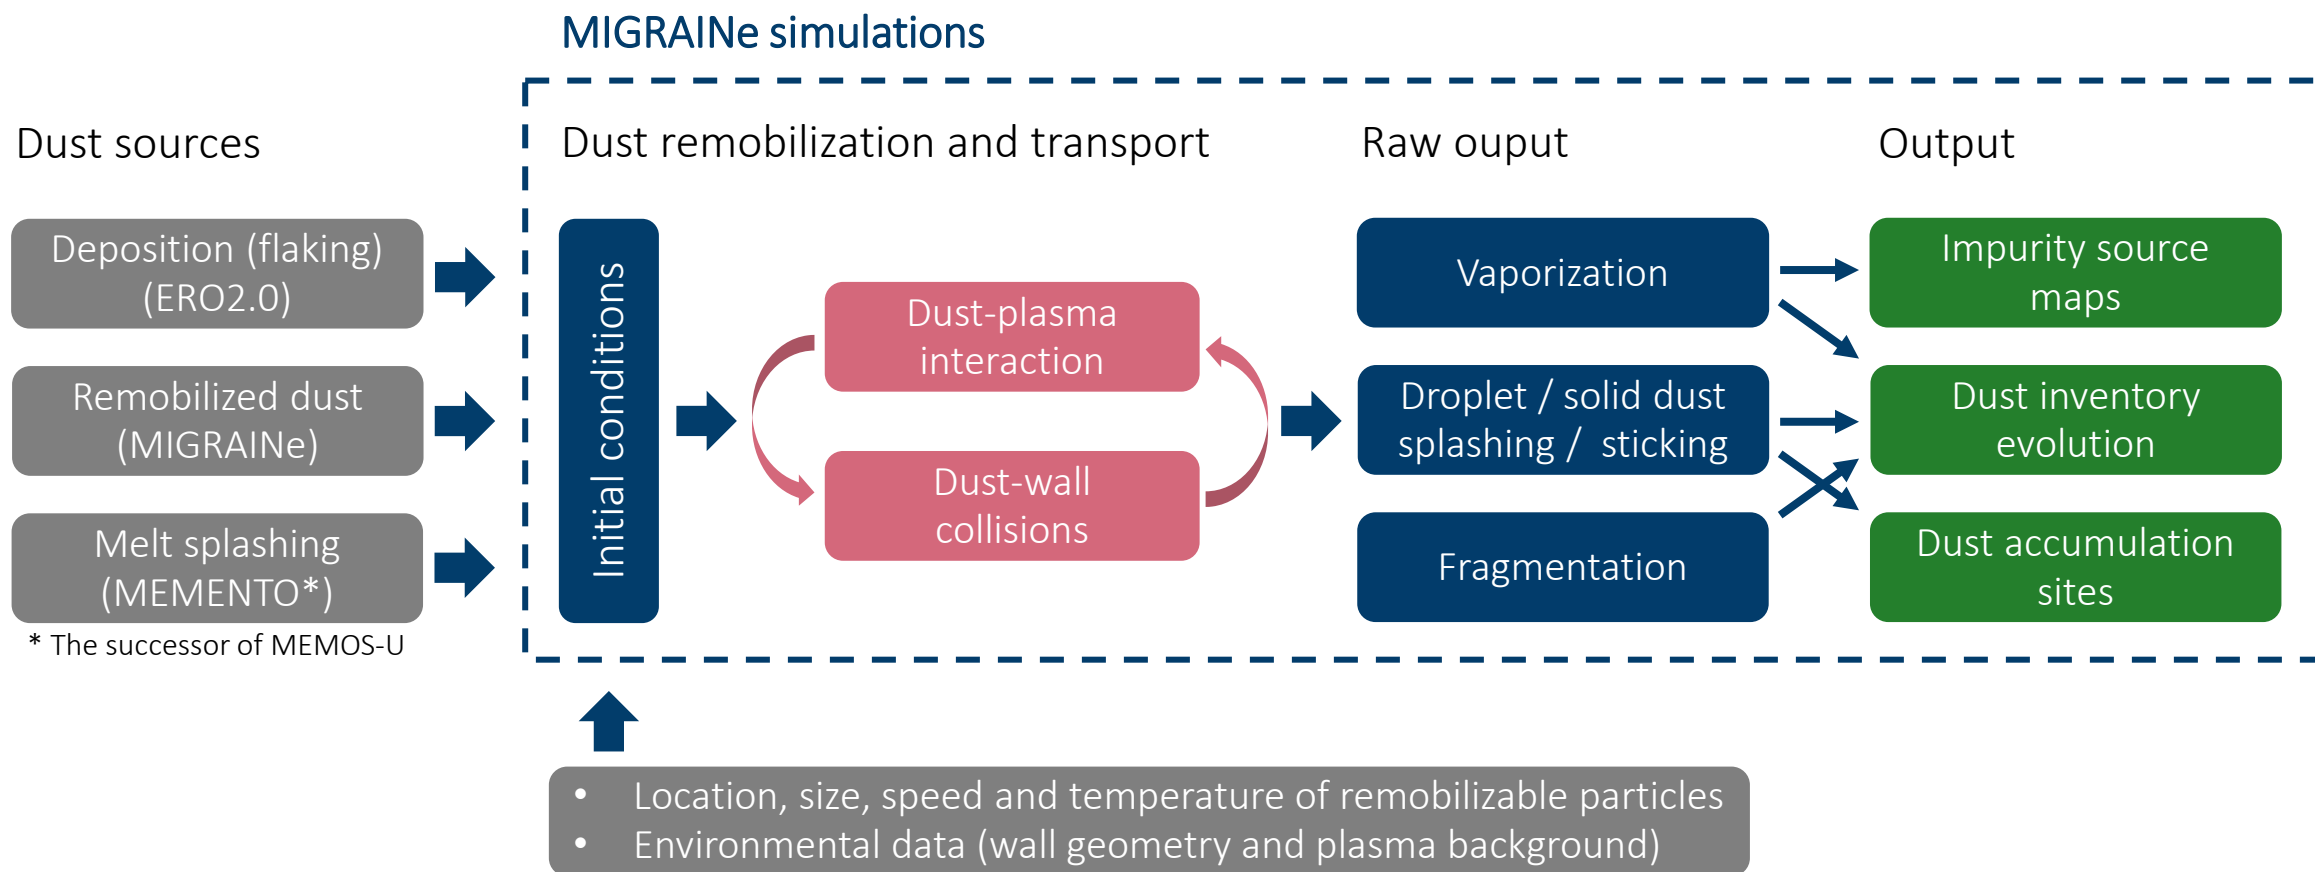 MIGRAINe simulations
Dust sources
Dust remobilization and transport
Raw ouput
Output
Deposition (flaking)
(ERO2.0)
Remobilized dust
(MIGRAINe)
Melt splashing
(MEMENTO*)
* The successor of MEMOS-U
Initial conditions
Dust-plasma
interaction
Dust-wall
collisions
Vaporization
Droplet / solid dust
splashing / sticking
Fragmentation
Impurity source
maps
Dust inventory
evolution
Dust accumulation
sites
• Location, size, speed and temperature of remobilizable particles
• Environmental data (wall geometry and plasma background)